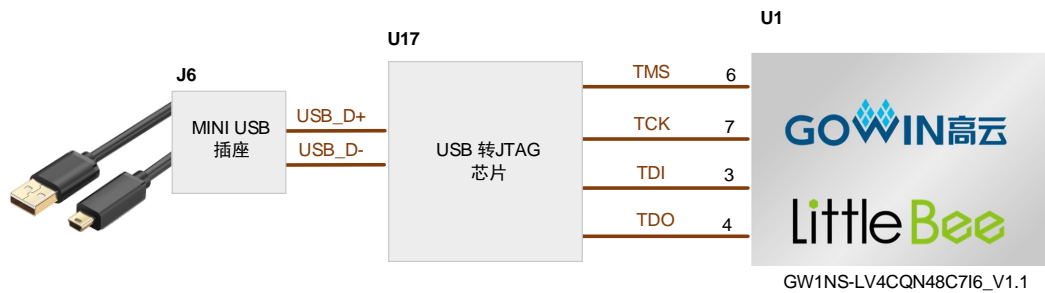 U1
U17
J6
MINI USB
插座
USB_D+
USB_D-
USB 转JTAG
芯片
TMS
6
TCK
7
TDI
3
TDO
4
GOWIN高云
LittleBee
GW1NS-LV4CQN48C7I6_V1.1